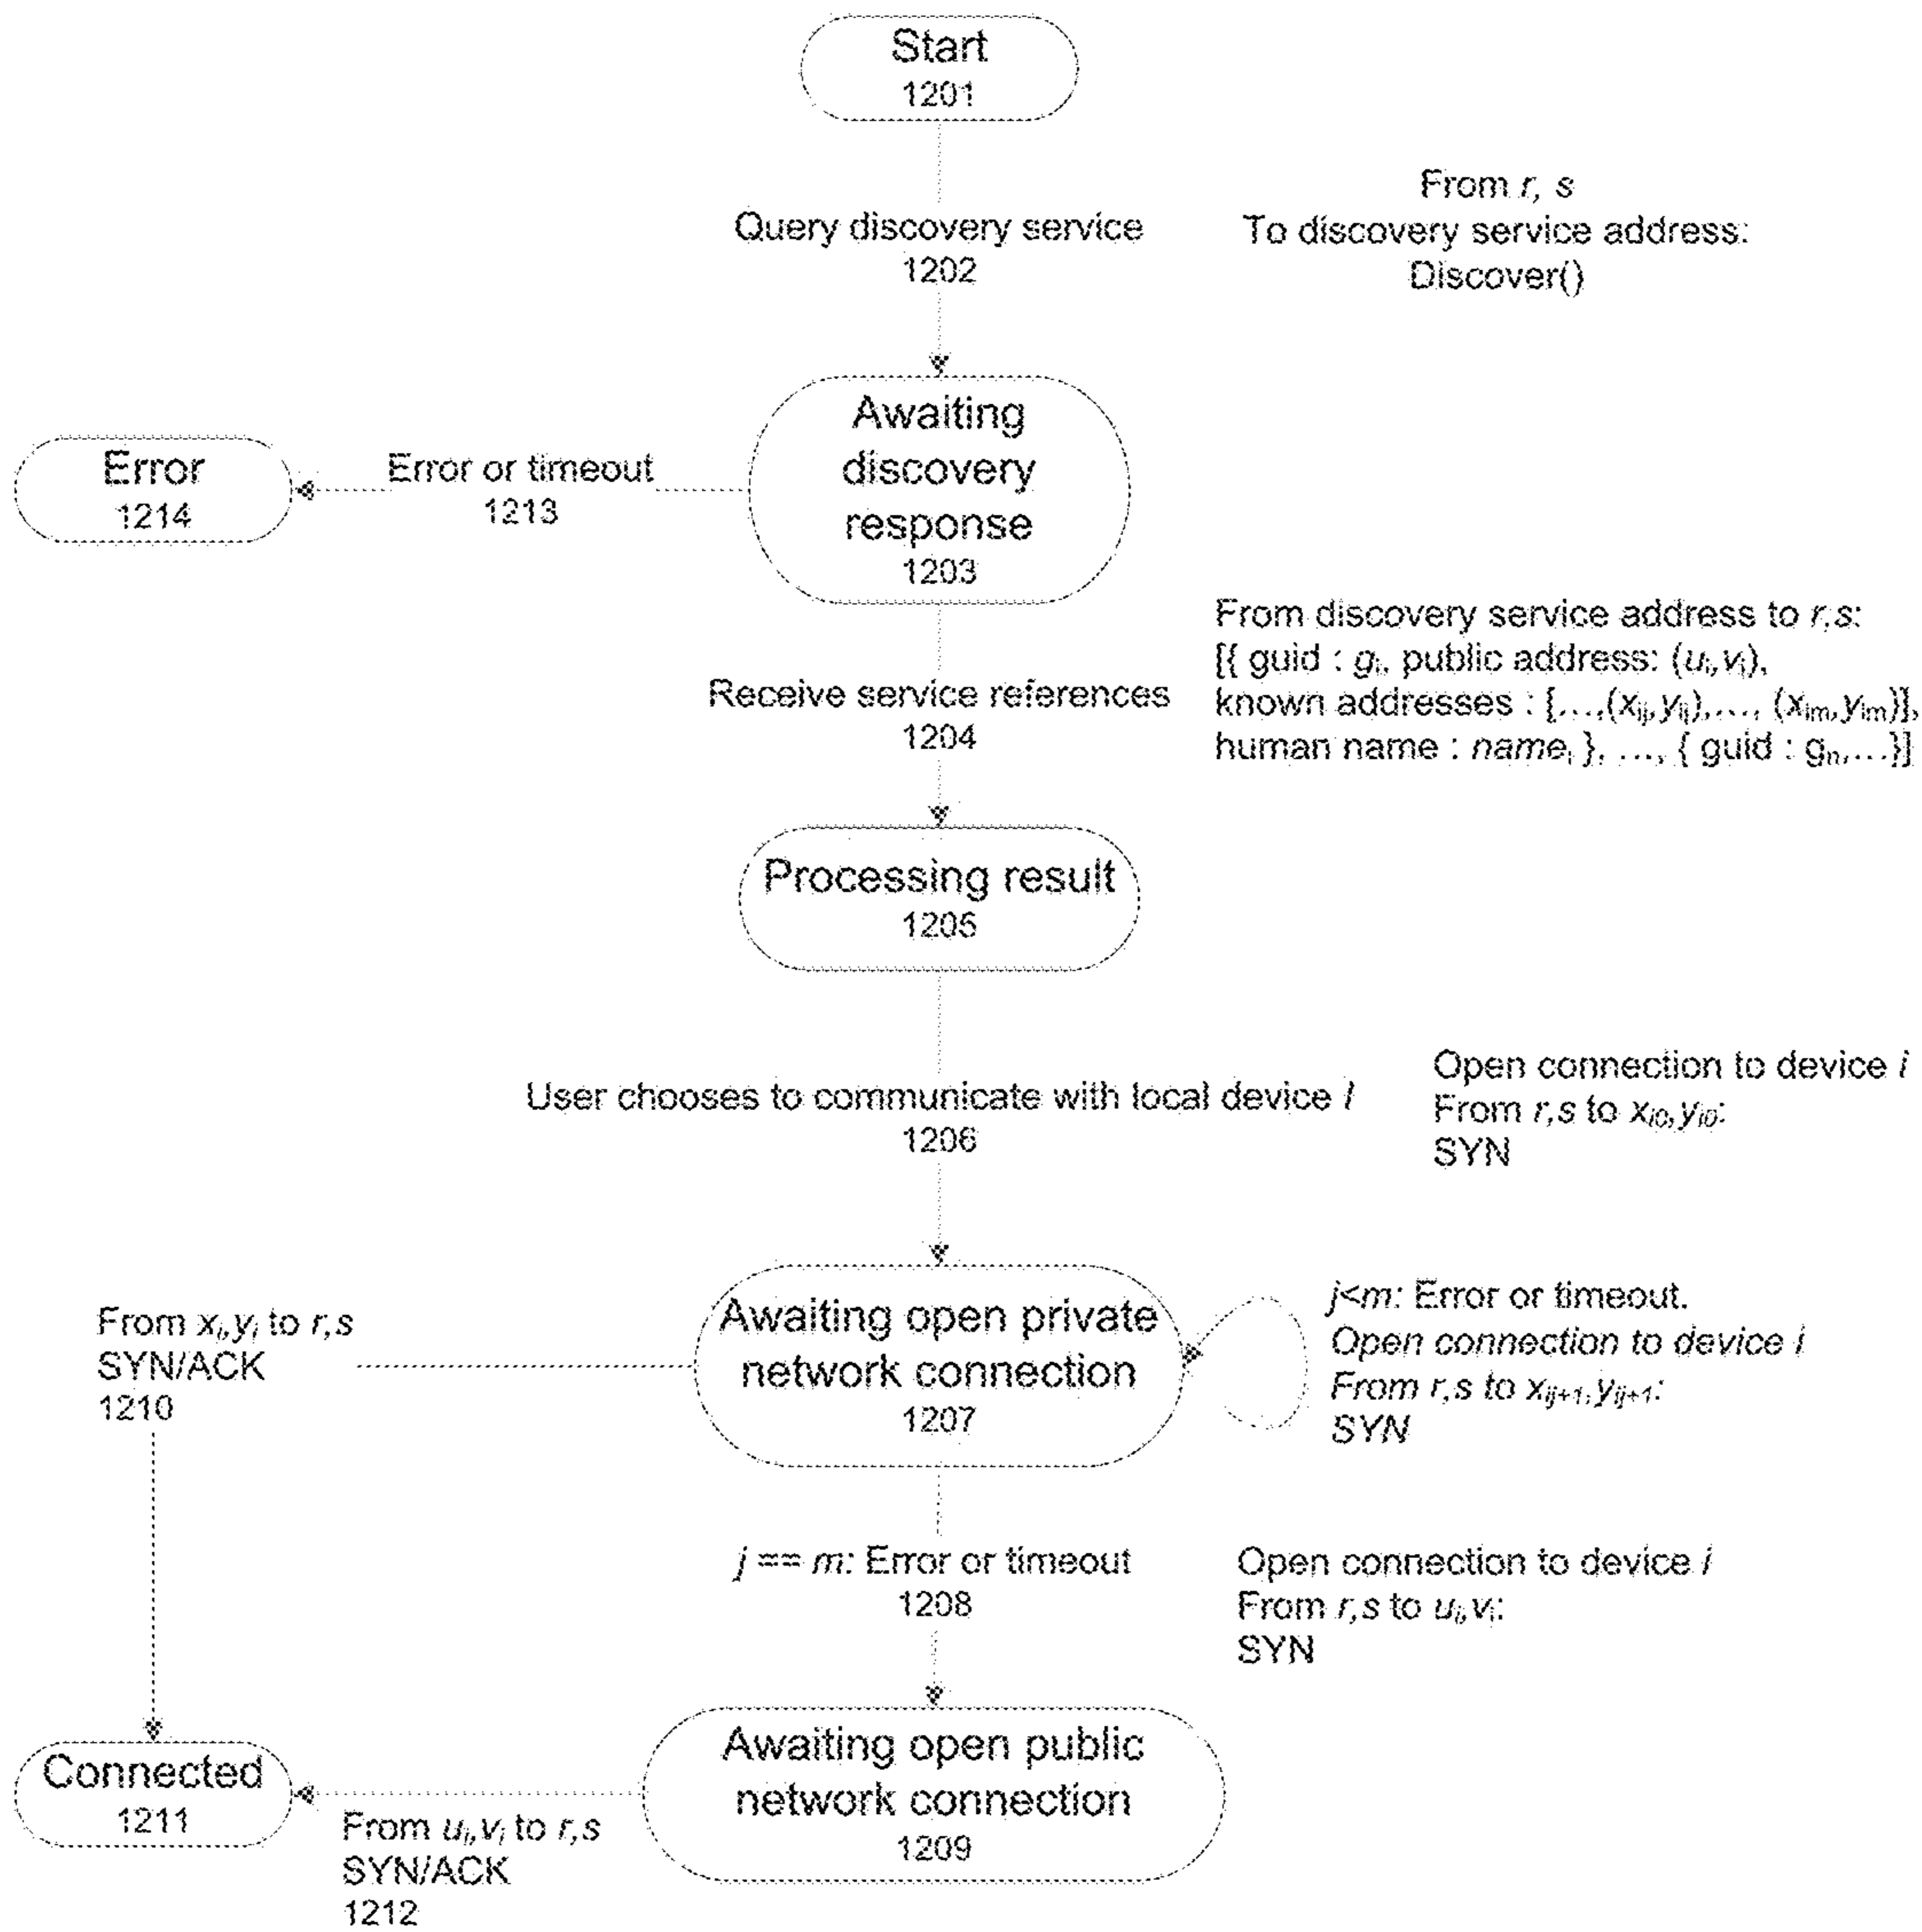 Start
1201
Query discovery service
1202
From r, s
To discovery service address:
Discover()
Awaiting
discovery
response
1203
Error or timeout
1213
Error
1214
From discovery service address to r,s:
[{ guid : gᵢ, public address: (uᵢ,vᵢ),
known addresses : [...,(xᵢⱼ,yᵢⱼ),..., (xᵢₘ,yᵢₘ)],
human name : nameᵢ }, ..., { guid : gₙ,...}]
Receive service references
1204
Processing result
1205
User chooses to communicate with local device i
1206
Open connection to device i
From r,s to xᵢ₀,yᵢ₀:
SYN
Awaiting open private
network connection
1207
j<m: Error or timeout.
Open connection to device i
From r,s to xᵢⱼ₊₁,yᵢⱼ₊₁:
SYN
From xᵢ,yᵢ to r,s
SYN/ACK
1210
j == m: Error or timeout
1208
Open connection to device i
From r,s to uᵢ,vᵢ:
SYN
Awaiting open public
network connection
1209
Connected
1211
From uᵢ,vᵢ to r,s
SYN/ACK
1212